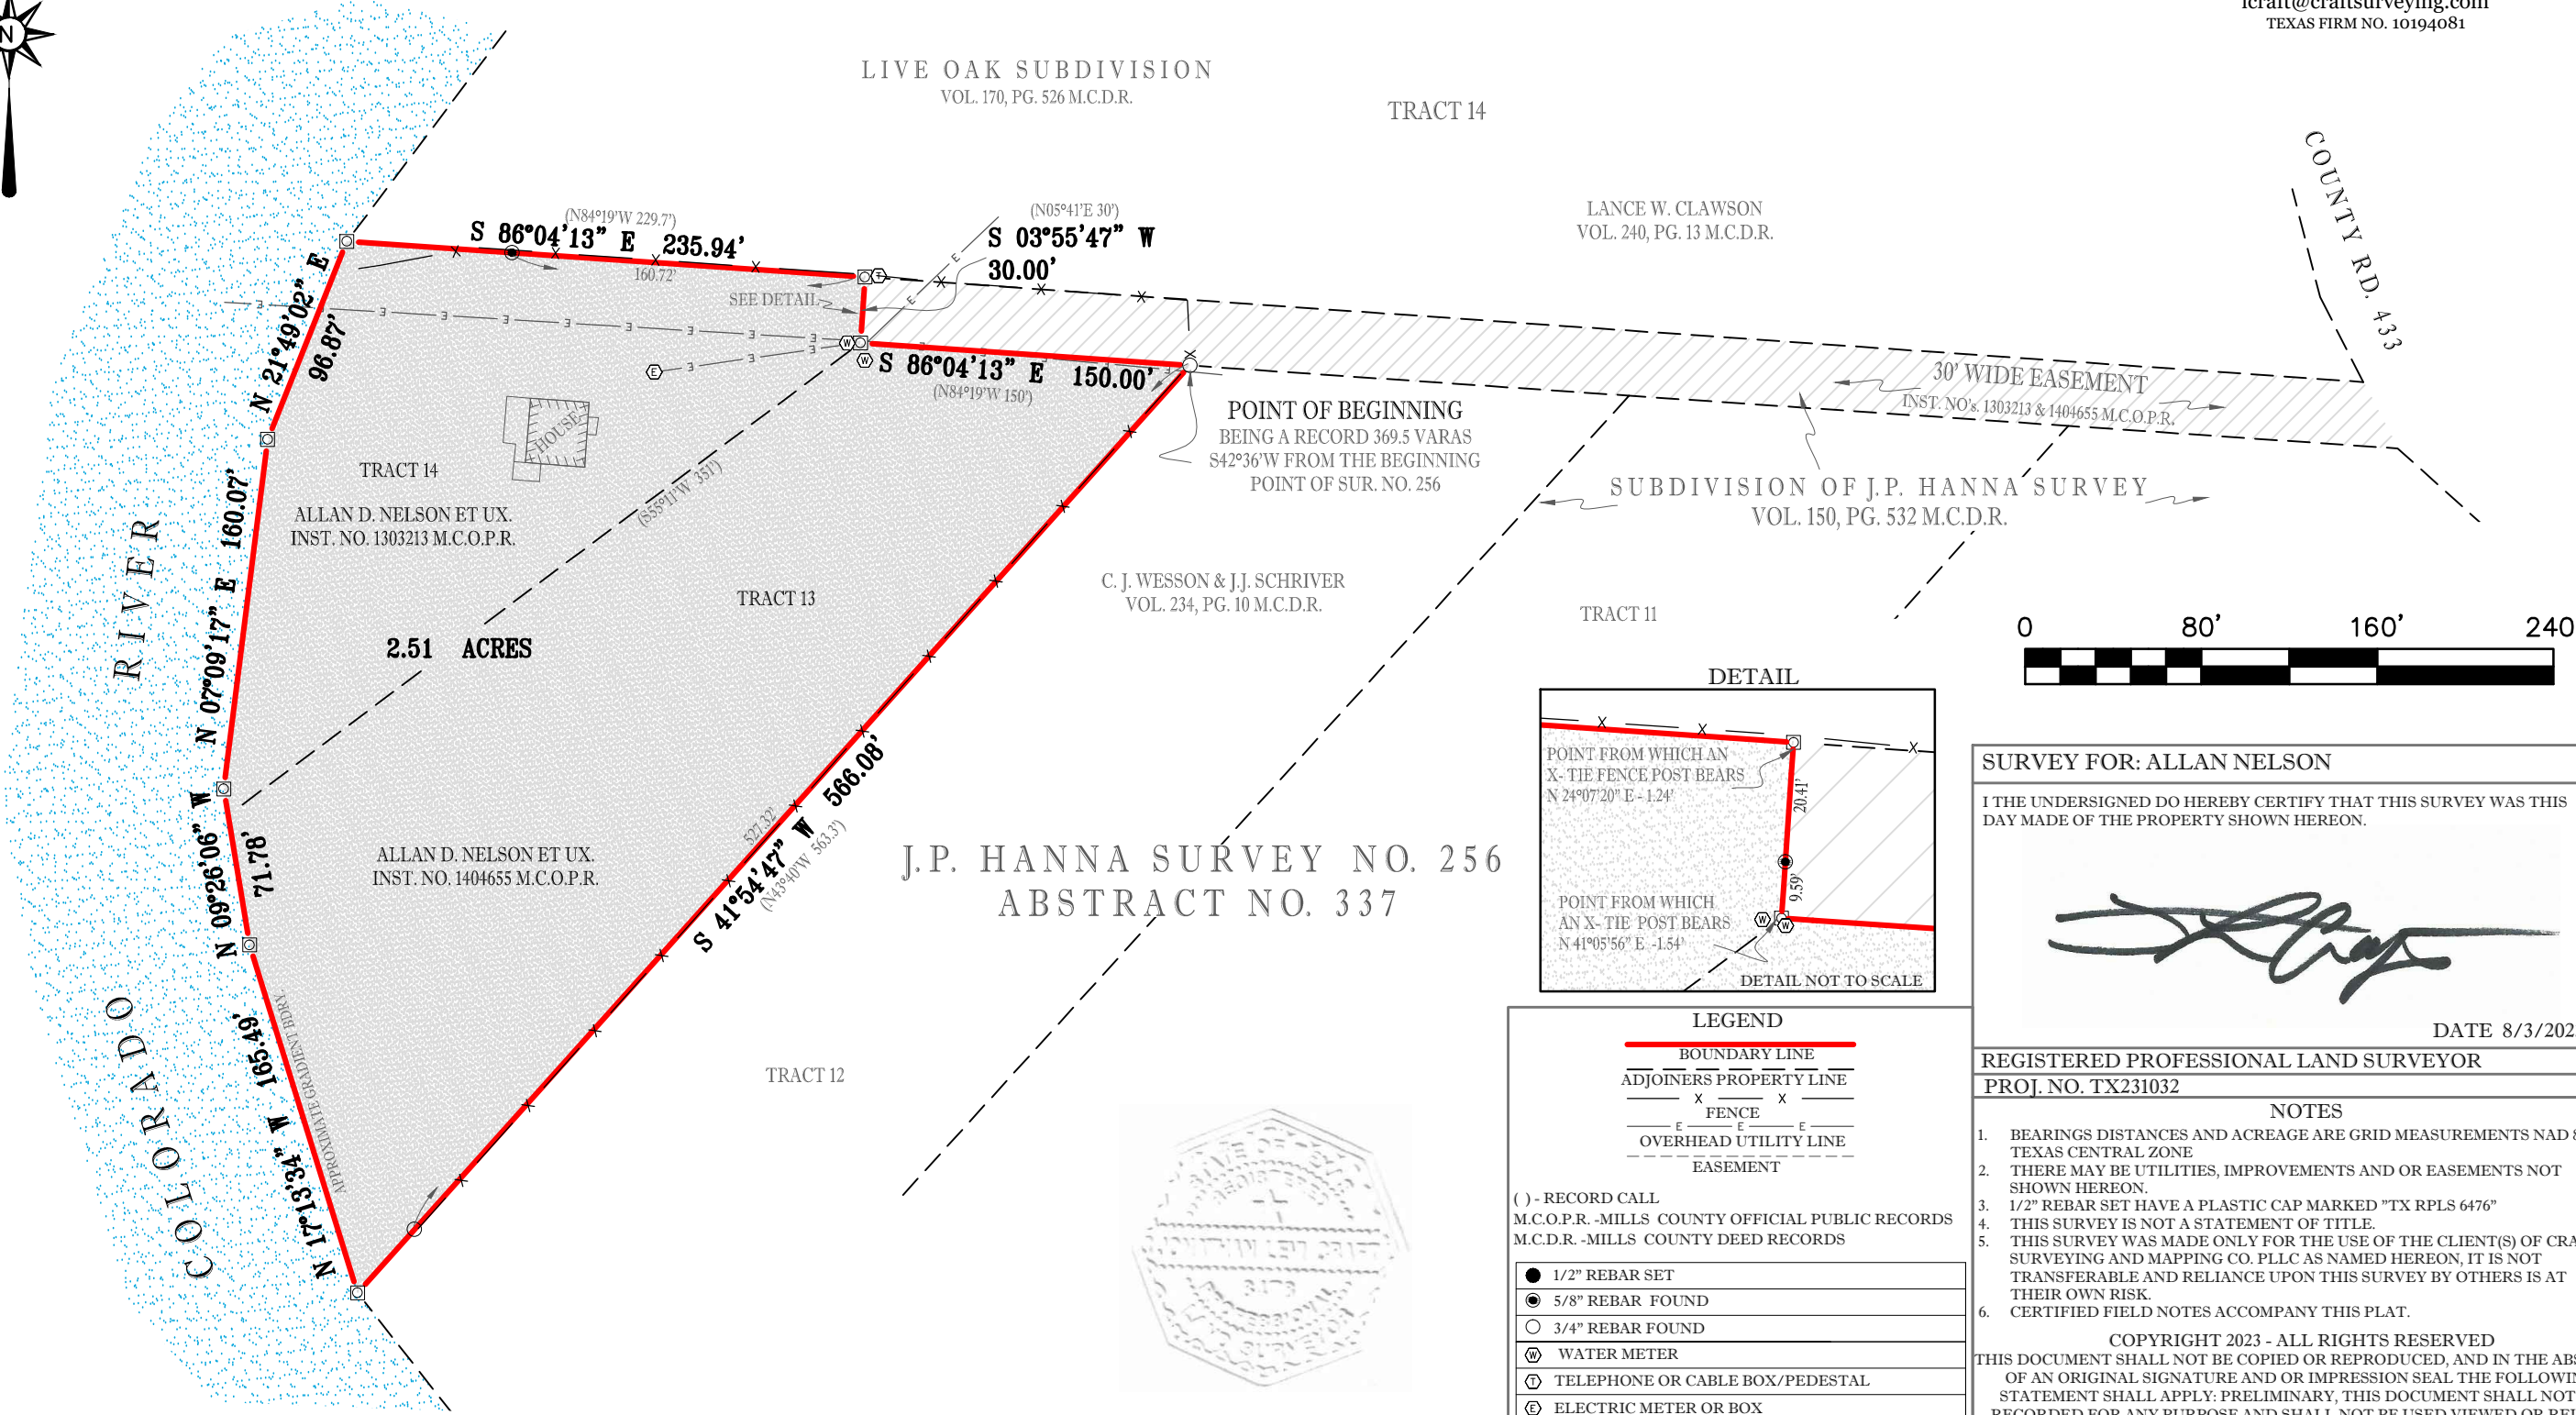 lcraft@craftsurveying.com
TEXAS FIRM NO. 10194081
N
LIVE OAK SUBDIVISION
VOL. 170, PG. 526 M.C.D.R.
TRACT 14
COUNTY RD. 433
LANCE W. CLAWSON
VOL. 240, PG. 13 M.C.D.R.
(N84°19'W 229.7')
S 86°04'13" E 235.94'
160.72'
(N05°41'E 30')
S 03°55'47" W
30.00'
SEE DETAIL
N 21°49'02" E
96.87'
S 86°04'13" E 150.00'
(N84°19'W 150')
30' WIDE EASEMENT
INST. NO's. 1303213 & 1404655 M.C.O.P.R.
POINT OF BEGINNING
BEING A RECORD 369.5 VARAS
S42°36'W FROM THE BEGINNING
POINT OF SUR. NO. 256
HOUSE
TRACT 14
ALLAN D. NELSON ET UX.
INST. NO. 1303213 M.C.O.P.R.
(S55°11'W 351')
SUBDIVISION OF J.P. HANNA SURVEY
VOL. 150, PG. 532 M.C.D.R.
N 07°09'17" E 160.07'
RIVER
TRACT 13
C. J. WESSON & J.J. SCHRIVER
VOL. 234, PG. 10 M.C.D.R.
TRACT 11
2.51 ACRES
0 80' 160' 240
N 09°26'06" W
71.78'
ALLAN D. NELSON ET UX.
INST. NO. 1404655 M.C.O.P.R.
527.32'
S 41°54'47" W 566.08'
(N43°40'W 563.3')
J.P. HANNA SURVEY NO. 256
ABSTRACT NO. 337
COLORADO
N 17°13'34" W 165.49'
APPROXIMATE GRADIENT BDRY.
TRACT 12
DETAIL
POINT FROM WHICH AN
X- TIE FENCE POST BEARS
N 24°07'20" E - 1.24'
20.41'
9.59'
POINT FROM WHICH
AN X- TIE POST BEARS
N 41°05'56" E -1.54'
DETAIL NOT TO SCALE
LEGEND
BOUNDARY LINE
ADJOINERS PROPERTY LINE
X X
FENCE
E E E
OVERHEAD UTILITY LINE
EASEMENT
( ) - RECORD CALL
M.C.O.P.R. -MILLS COUNTY OFFICIAL PUBLIC RECORDS
M.C.D.R. -MILLS COUNTY DEED RECORDS
1/2" REBAR SET
5/8" REBAR FOUND
3/4" REBAR FOUND
W WATER METER
T TELEPHONE OR CABLE BOX/PEDESTAL
E ELECTRIC METER OR BOX
SURVEY FOR: ALLAN NELSON
I THE UNDERSIGNED DO HEREBY CERTIFY THAT THIS SURVEY WAS THIS
DAY MADE OF THE PROPERTY SHOWN HEREON.
DATE 8/3/202
REGISTERED PROFESSIONAL LAND SURVEYOR
PROJ. NO. TX231032
NOTES
1. BEARINGS DISTANCES AND ACREAGE ARE GRID MEASUREMENTS NAD
TEXAS CENTRAL ZONE
2. THERE MAY BE UTILITIES, IMPROVEMENTS AND OR EASEMENTS NOT
SHOWN HEREON.
3. 1/2" REBAR SET HAVE A PLASTIC CAP MARKED "TX RPLS 6476"
4. THIS SURVEY IS NOT A STATEMENT OF TITLE.
5. THIS SURVEY WAS MADE ONLY FOR THE USE OF THE CLIENT(S) OF CRA
SURVEYING AND MAPPING CO. PLLC AS NAMED HEREON, IT IS NOT
TRANSFERABLE AND RELIANCE UPON THIS SURVEY BY OTHERS IS AT
THEIR OWN RISK.
6. CERTIFIED FIELD NOTES ACCOMPANY THIS PLAT.
COPYRIGHT 2023 - ALL RIGHTS RESERVED
THIS DOCUMENT SHALL NOT BE COPIED OR REPRODUCED, AND IN THE ABS
OF AN ORIGINAL SIGNATURE AND OR IMPRESSION SEAL THE FOLLOWIN
STATEMENT SHALL APPLY: PRELIMINARY, THIS DOCUMENT SHALL NOT
RECORDED FOR ANY PURPOSE AND SHALL NOT BE USED VIEWED OR